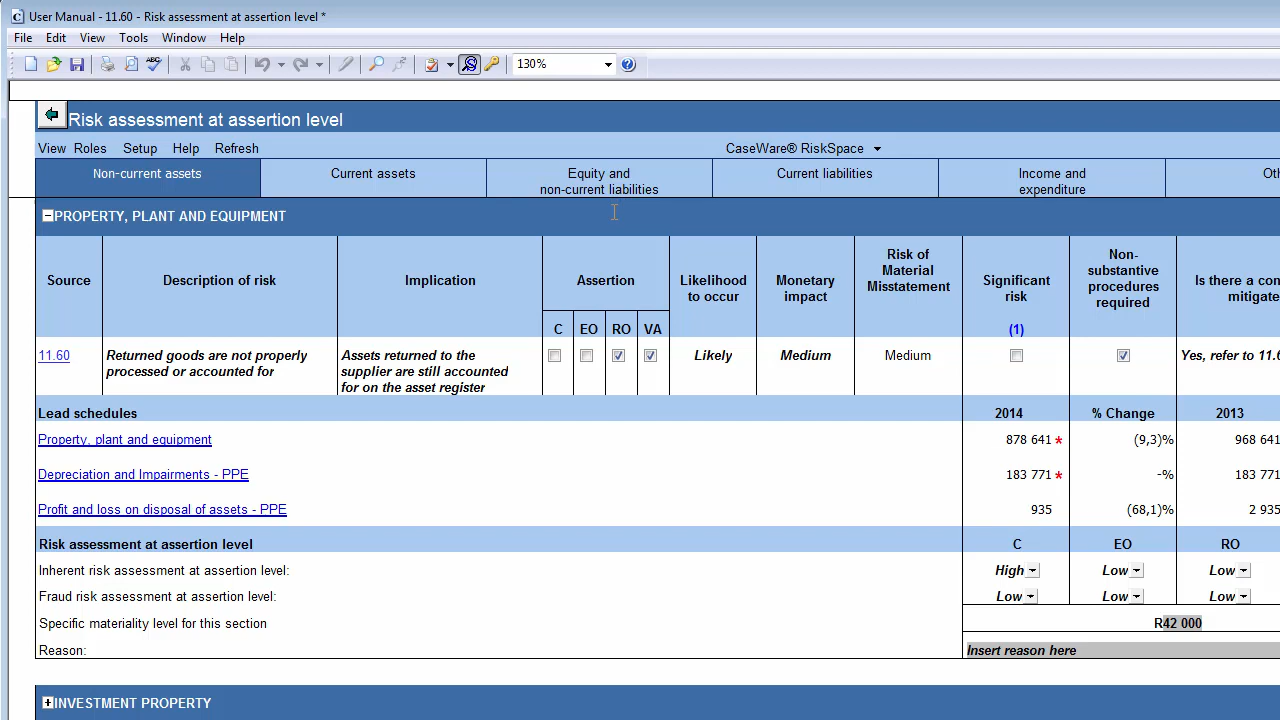 User Manual - 11.60 - Risk assessment at assertion level *
File Edit View Tools Window Help
130%
Risk assessment at assertion level
View Roles Setup Help Refresh CaseWare® RiskSpace
Non-current assets Current assets Equity and non-current liabilities Current liabilities Income and expenditure
PROPERTY, PLANT AND EQUIPMENT
Source Description of risk Implication Assertion Likelihood to occur Monetary impact Risk of Material Misstatement Significant risk Non-substantive procedures required Is there a con
mitigate
C EO RO VA (1)
11.60 Returned goods are not properly Assets returned to the Likely Medium Medium Yes, refer to 11.6
processed or accounted for supplier are still accounted
for on the asset register
Lead schedules 2014 % Change 2013
Property, plant and equipment 878 641 * (9,3)% 968 641
Depreciation and Impairments - PPE 183 771 * -% 183 771
Profit and loss on disposal of assets - PPE 935 (68,1)% 2 935
Risk assessment at assertion level C EO RO
Inherent risk assessment at assertion level: High Low Low
Fraud risk assessment at assertion level: Low Low Low
Specific materiality level for this section R42 000
Reason: Insert reason here
INVESTMENT PROPERTY